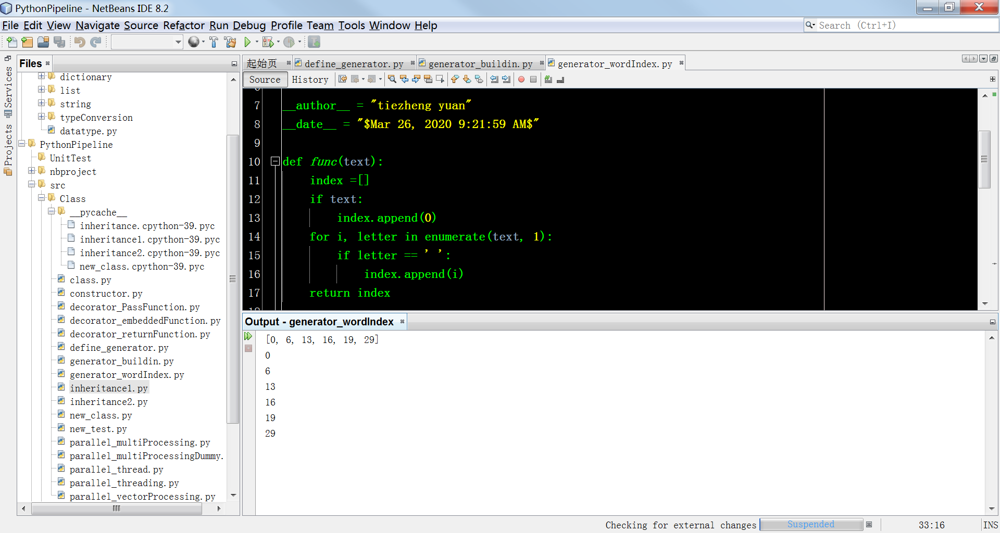 PythonPipeline - NetBeans IDE 8.2
File Edit View Navigate Source Refactor Run Debug Profile Team Tools Window Help
Search (Ctrl+I)
Services
Projects
Files
dictionary
list
string
typeConversion
datatype.py
PythonPipeline
UnitTest
nbproject
src
Class
__pycache__
inheritance.cpython-39.pyc
inheritance1.cpython-39.pyc
inheritance2.cpython-39.pyc
new_class.cpython-39.pyc
class.py
constructor.py
decorator_PassFunction.py
decorator_embeddedFunction.py
decorator_returnFunction.py
define_generator.py
generator_buildin.py
generator_wordIndex.py
inheritance1.py
inheritance2.py
new_class.py
new_test.py
parallel_multiProcessing.py
parallel_multiProcessingDummy.
parallel_thread.py
parallel_threading.py
parallel_vectorProcessing.py
起始页 define_generator.py generator_buildin.py generator_wordIndex.py
Source History
7 __author__ = "tiezheng yuan"
8 __date__ = "$Mar 26, 2020 9:21:59 AM$"
9
10 def func(text):
11 index =[]
12 if text:
13 index.append(0)
14 for i, letter in enumerate(text, 1):
15 if letter == ' ':
16 index.append(i)
17 return index
Output - generator_wordIndex
[0, 6, 13, 16, 19, 29]
0
6
13
16
19
29
Checking for external changes Suspended 33:16 INS